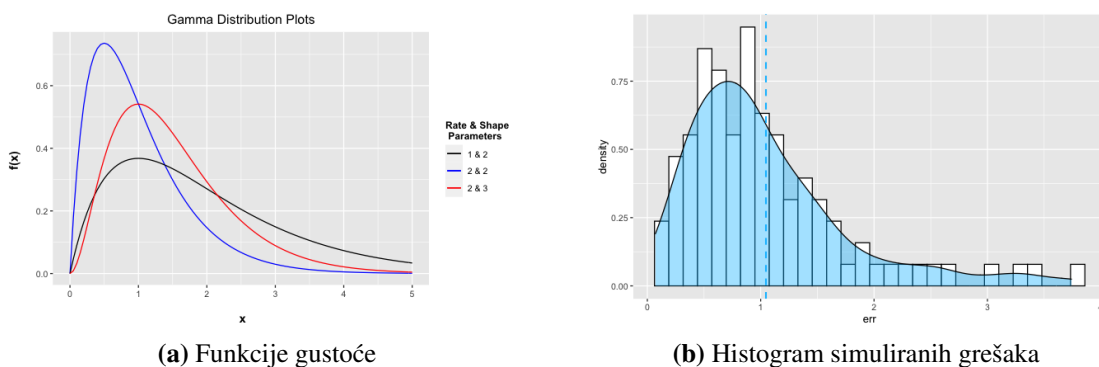 Gamma Distribution Plots
f(x)
0.6
0.4
0.2
0.0
0 1 2 3 4 5
x
Rate & Shape
Parameters
1 & 2
2 & 2
2 & 3
(a) Funkcije gustoće
density
0.75
0.50
0.25
0.00
0 1 2 3
err
(b) Histogram simuliranih grešaka